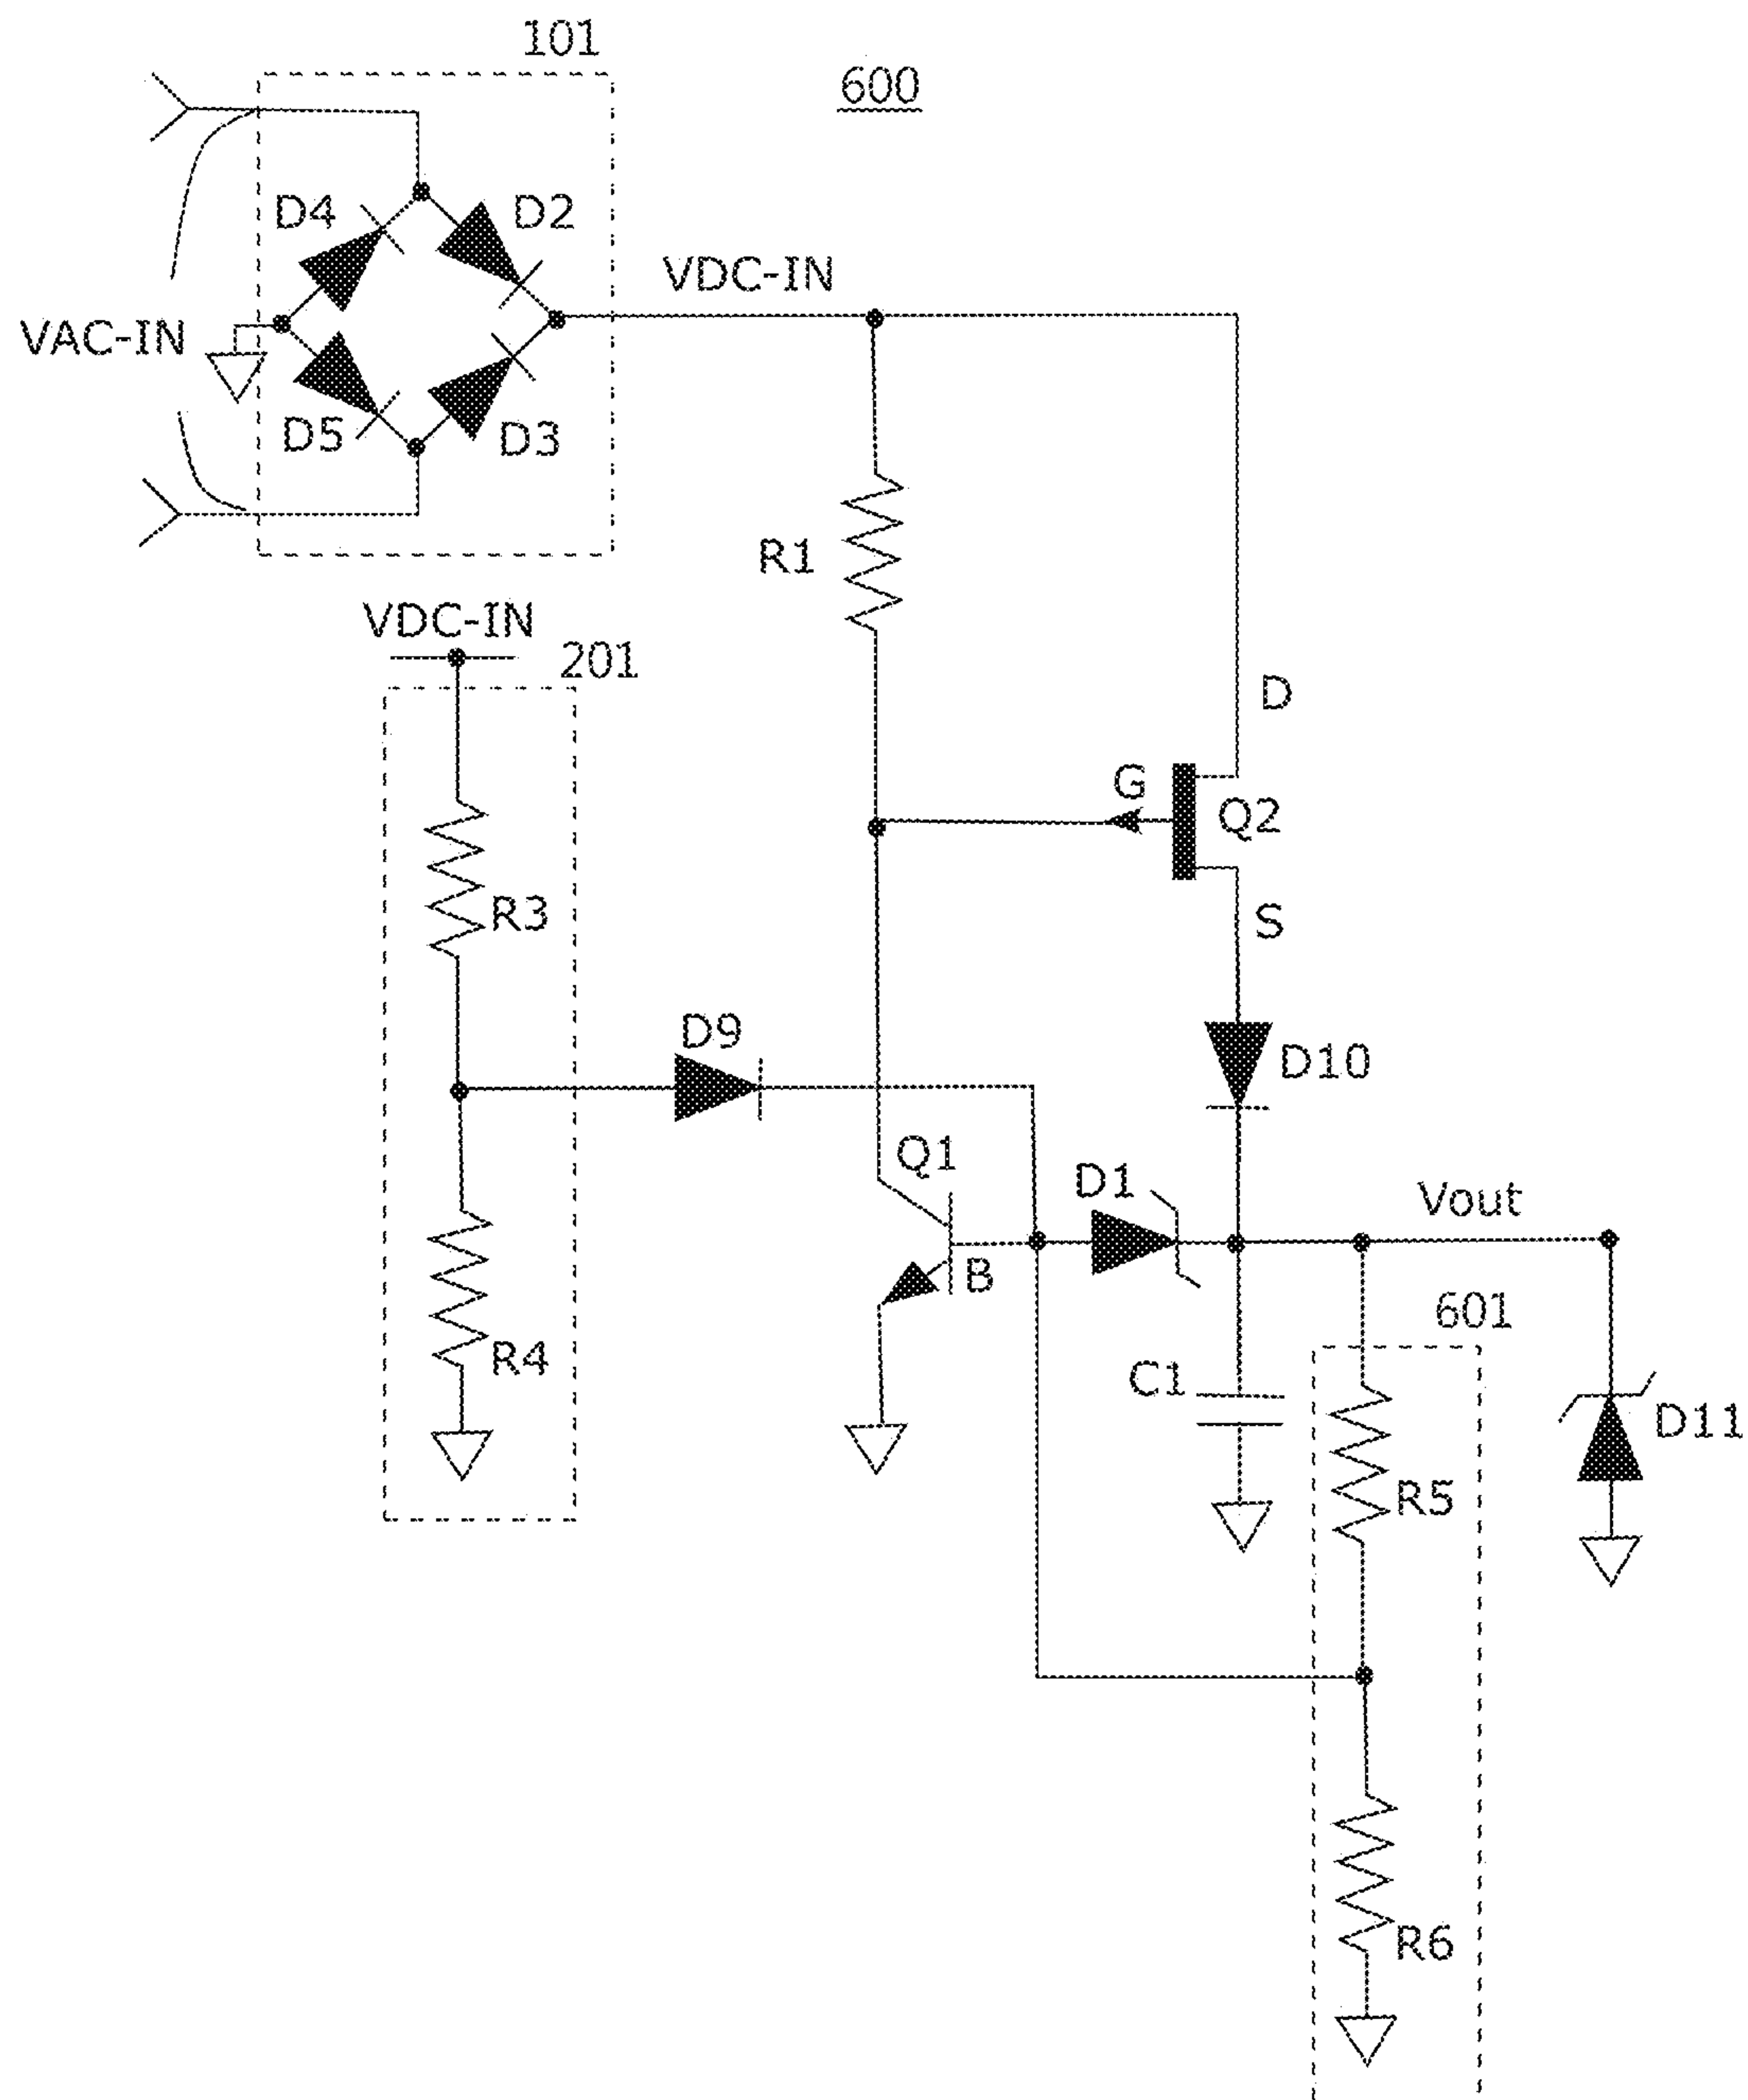 101
600
D4
D2
VDC-IN
VAC-IN
D5
D3
R1
VDC-IN
201
D
G
Q2
R3
S
D9
D10
Q1
D1
Vout
B
601
R4
C1
D11
R5
R6